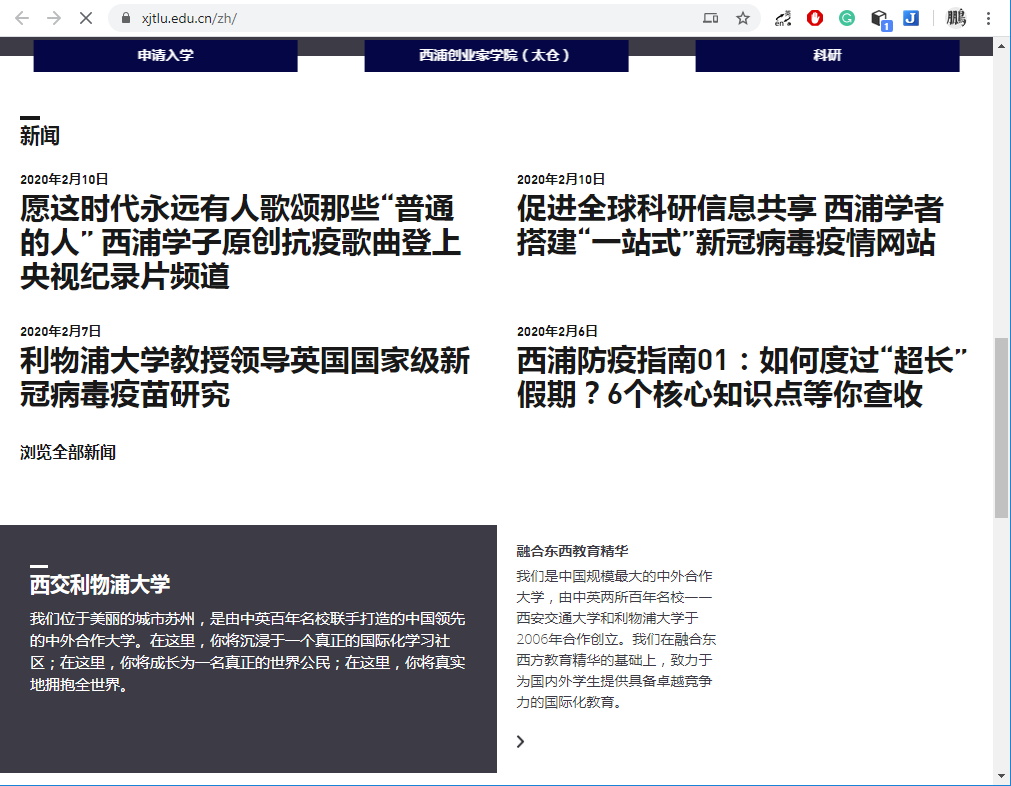 xjtlu.edu.cn/zh/
英
en
1
J
鹏
申请入学
西浦创业家学院（太仓）
科研
新闻
2020年2月10日
愿这时代永远有人歌颂那些“普通
的人” 西浦学子原创抗疫歌曲登上
央视纪录片频道
2020年2月10日
促进全球科研信息共享 西浦学者
搭建“一站式”新冠病毒疫情网站
2020年2月7日
利物浦大学教授领导英国国家级新
冠病毒疫苗研究
2020年2月6日
西浦防疫指南01：如何度过“超长”
假期？6个核心知识点等你查收
浏览全部新闻
西交利物浦大学
我们位于美丽的城市苏州，是由中英百年名校联手打造的中国领先
的中外合作大学。在这里，你将沉浸于一个真正的国际化学习社
区；在这里，你将成长为一名真正的世界公民；在这里，你将真实
地拥抱全世界。
融合东西教育精华
我们是中国规模最大的中外合作
大学，由中英两所百年名校——
西安交通大学和利物浦大学于
2006年合作创立。我们在融合东
西方教育精华的基础上，致力于
为国内外学生提供具备卓越竞争
力的国际化教育。